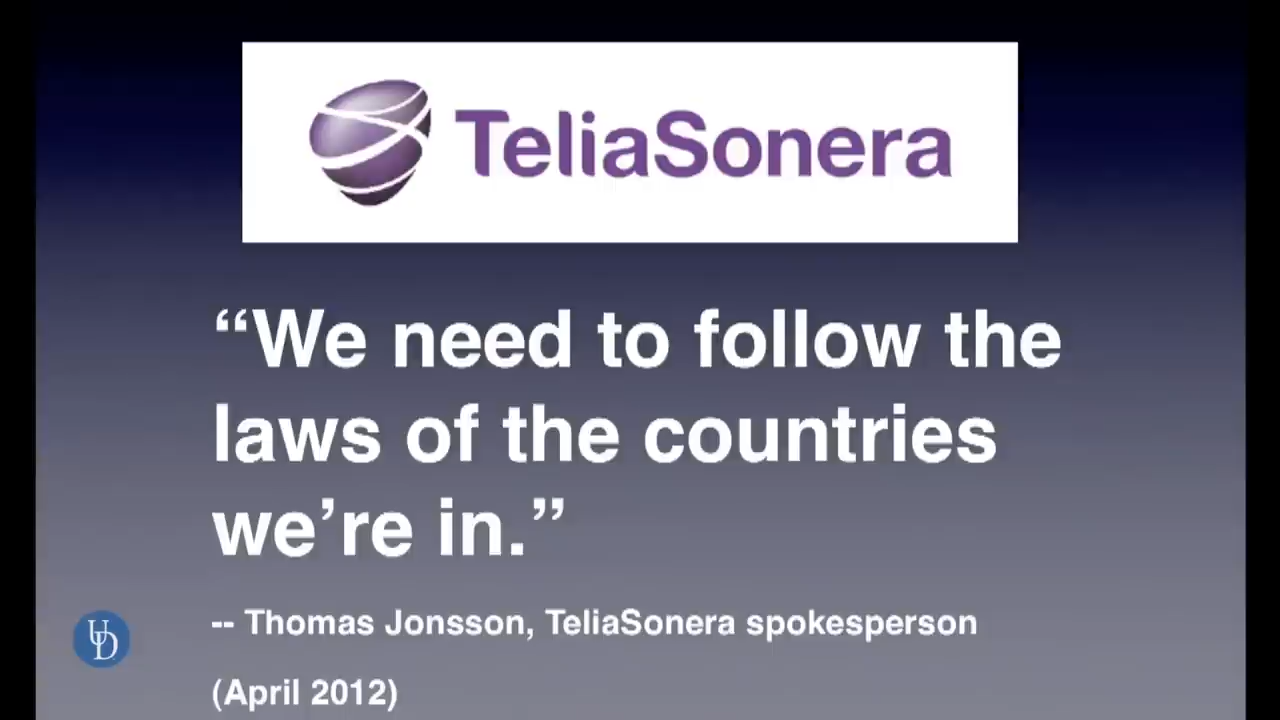 TeliaSonera
“We need to follow the
laws of the countries
we’re in.”
-- Thomas Jonsson, TeliaSonera spokesperson
UD
(April 2012)